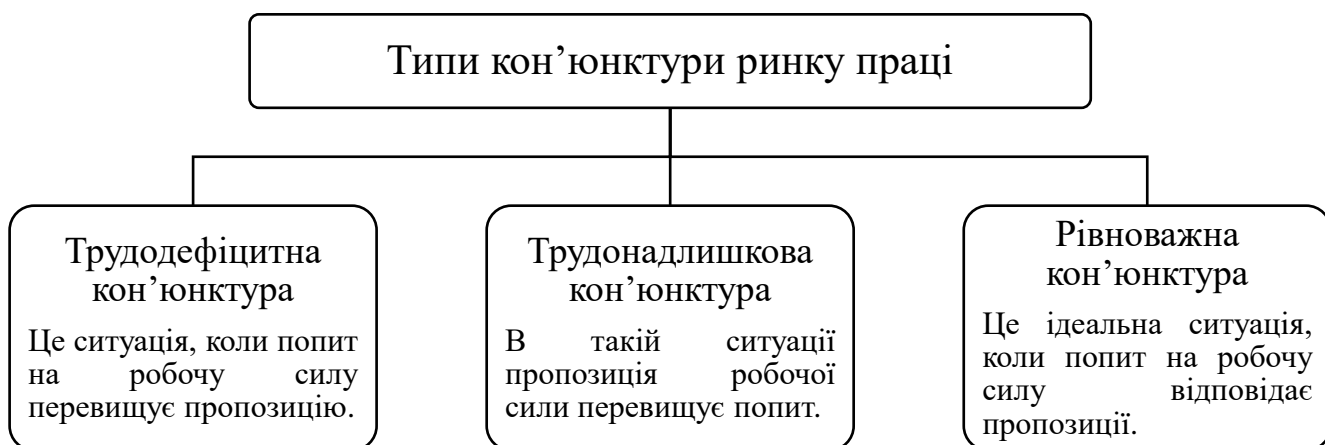 Типи кон’юнктури ринку праці
Трудодефіцитна
кон’юнктура
Це ситуація, коли попит
на робочу силу
перевищує пропозицію.
Трудонадлишкова
кон’юнктура
В такій ситуації
пропозиція робочої
сили перевищує попит.
Рівноважна
кон’юнктура
Це ідеальна ситуація,
коли попит на робочу
силу відповідає
пропозиції.